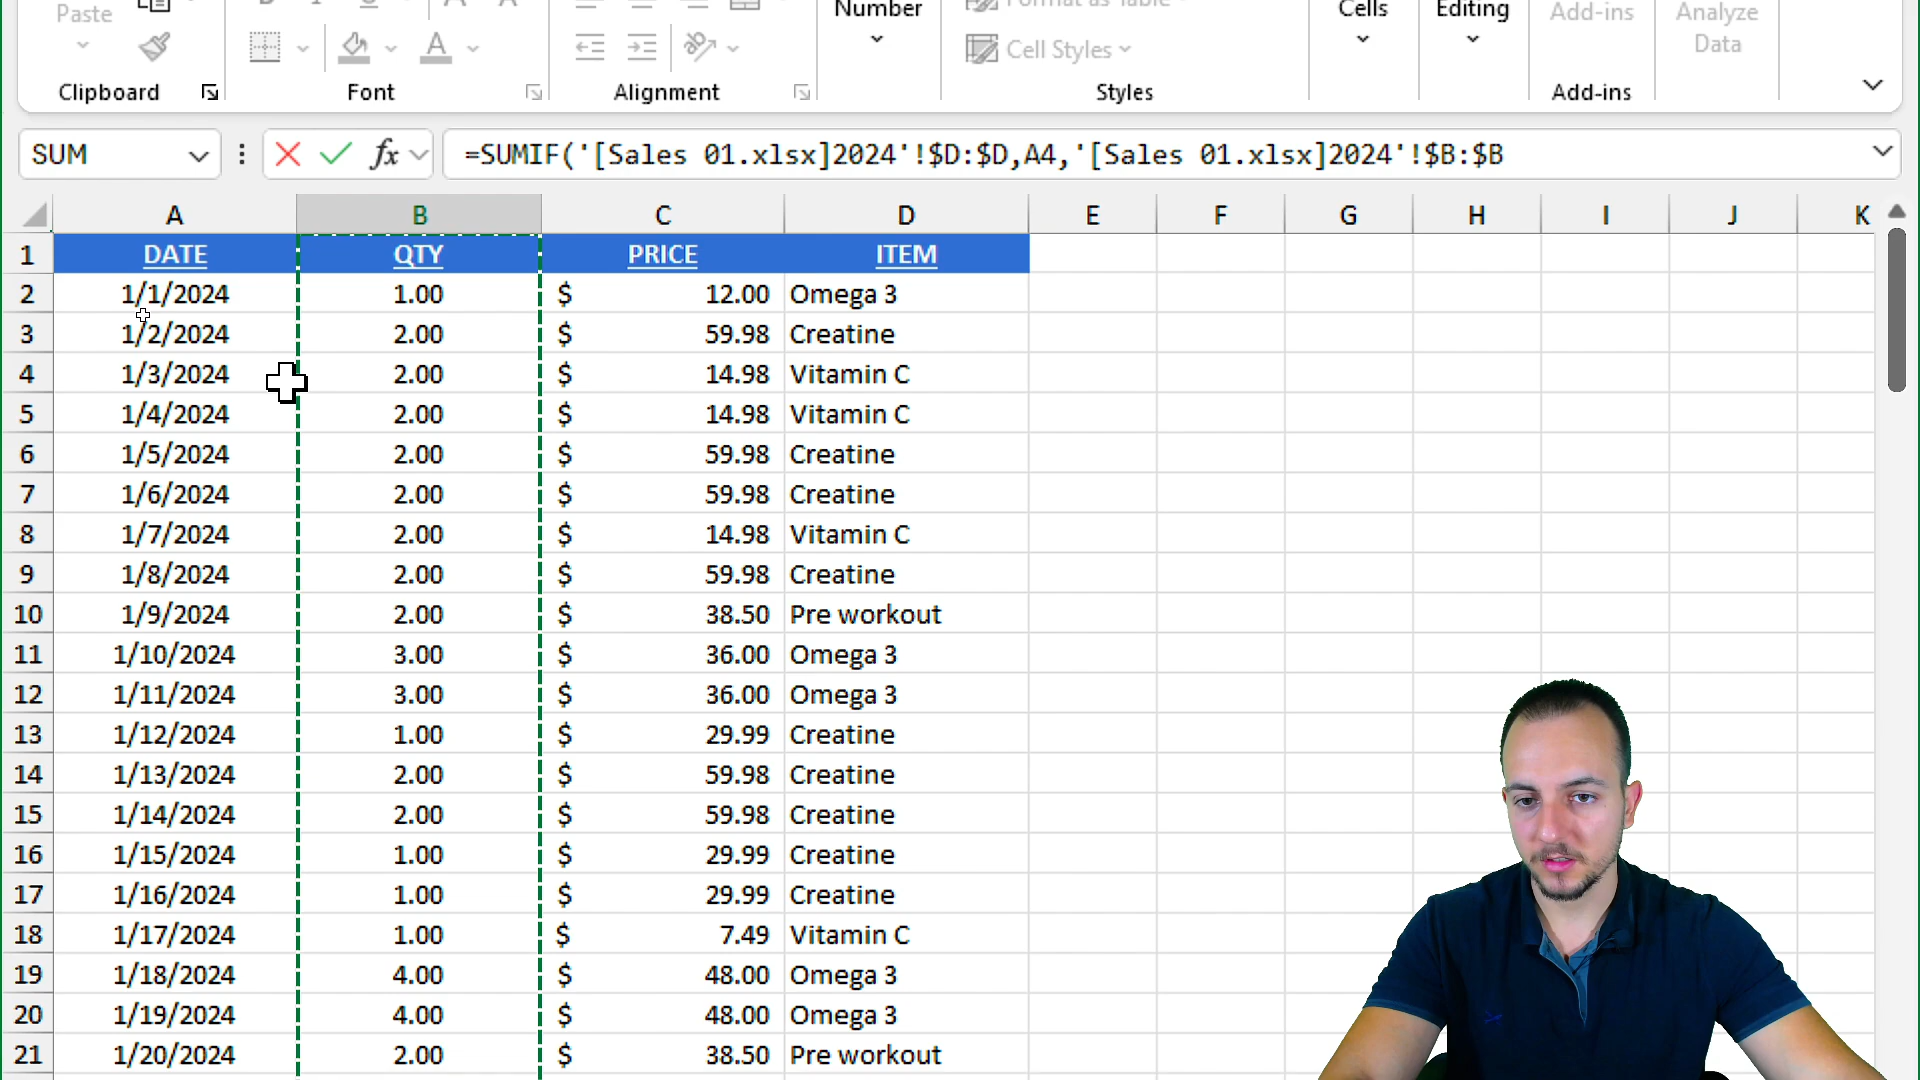 Paste
Format as Table
Number
Cells
Editing
Add-ins
Analyze
Data
Cell Styles
Clipboard
Font
Alignment
Styles
Add-ins
SUM
fx
=SUMIF('[Sales 01.xlsx]2024'!$D:$D,A4,'[Sales 01.xlsx]2024'!$B:$B
A B C D E F G H I J K
1 DATE QTY PRICE ITEM
2 1/1/2024 1.00 $ 12.00 Omega 3
3 1/2/2024 2.00 $ 59.98 Creatine
4 1/3/2024 2.00 $ 14.98 Vitamin C
5 1/4/2024 2.00 $ 14.98 Vitamin C
6 1/5/2024 2.00 $ 59.98 Creatine
7 1/6/2024 2.00 $ 59.98 Creatine
8 1/7/2024 2.00 $ 14.98 Vitamin C
9 1/8/2024 2.00 $ 59.98 Creatine
10 1/9/2024 2.00 $ 38.50 Pre workout
11 1/10/2024 3.00 $ 36.00 Omega 3
12 1/11/2024 3.00 $ 36.00 Omega 3
13 1/12/2024 1.00 $ 29.99 Creatine
14 1/13/2024 2.00 $ 59.98 Creatine
15 1/14/2024 2.00 $ 59.98 Creatine
16 1/15/2024 1.00 $ 29.99 Creatine
17 1/16/2024 1.00 $ 29.99 Creatine
18 1/17/2024 1.00 $ 7.49 Vitamin C
19 1/18/2024 4.00 $ 48.00 Omega 3
20 1/19/2024 4.00 $ 48.00 Omega 3
21 1/20/2024 2.00 $ 38.50 Pre workout